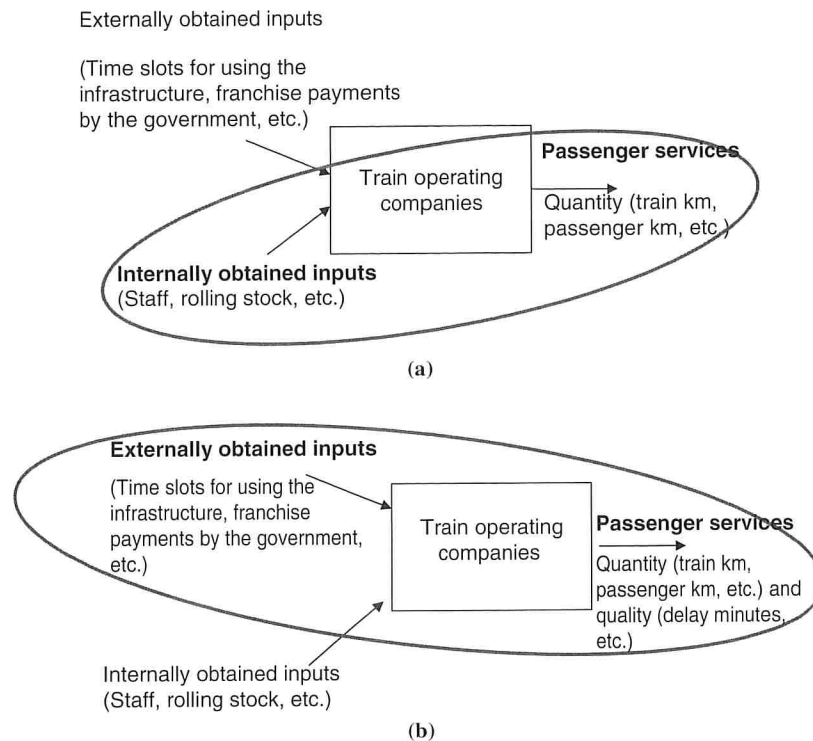 Externally obtained inputs
(Time slots for using the
infrastructure, franchise payments
by the government, etc.)
Train operating
companies
Passenger services
Quantity (train km,
passenger km, etc.)
Internally obtained inputs
(Staff, rolling stock, etc.)
(a)
Externally obtained inputs
(Time slots for using the
infrastructure, franchise
payments by the government,
etc.)
Train operating
companies
Passenger services
Quantity (train km,
passenger km, etc.) and
quality (delay minutes,
etc.)
Internally obtained inputs
(Staff, rolling stock, etc.)
(b)